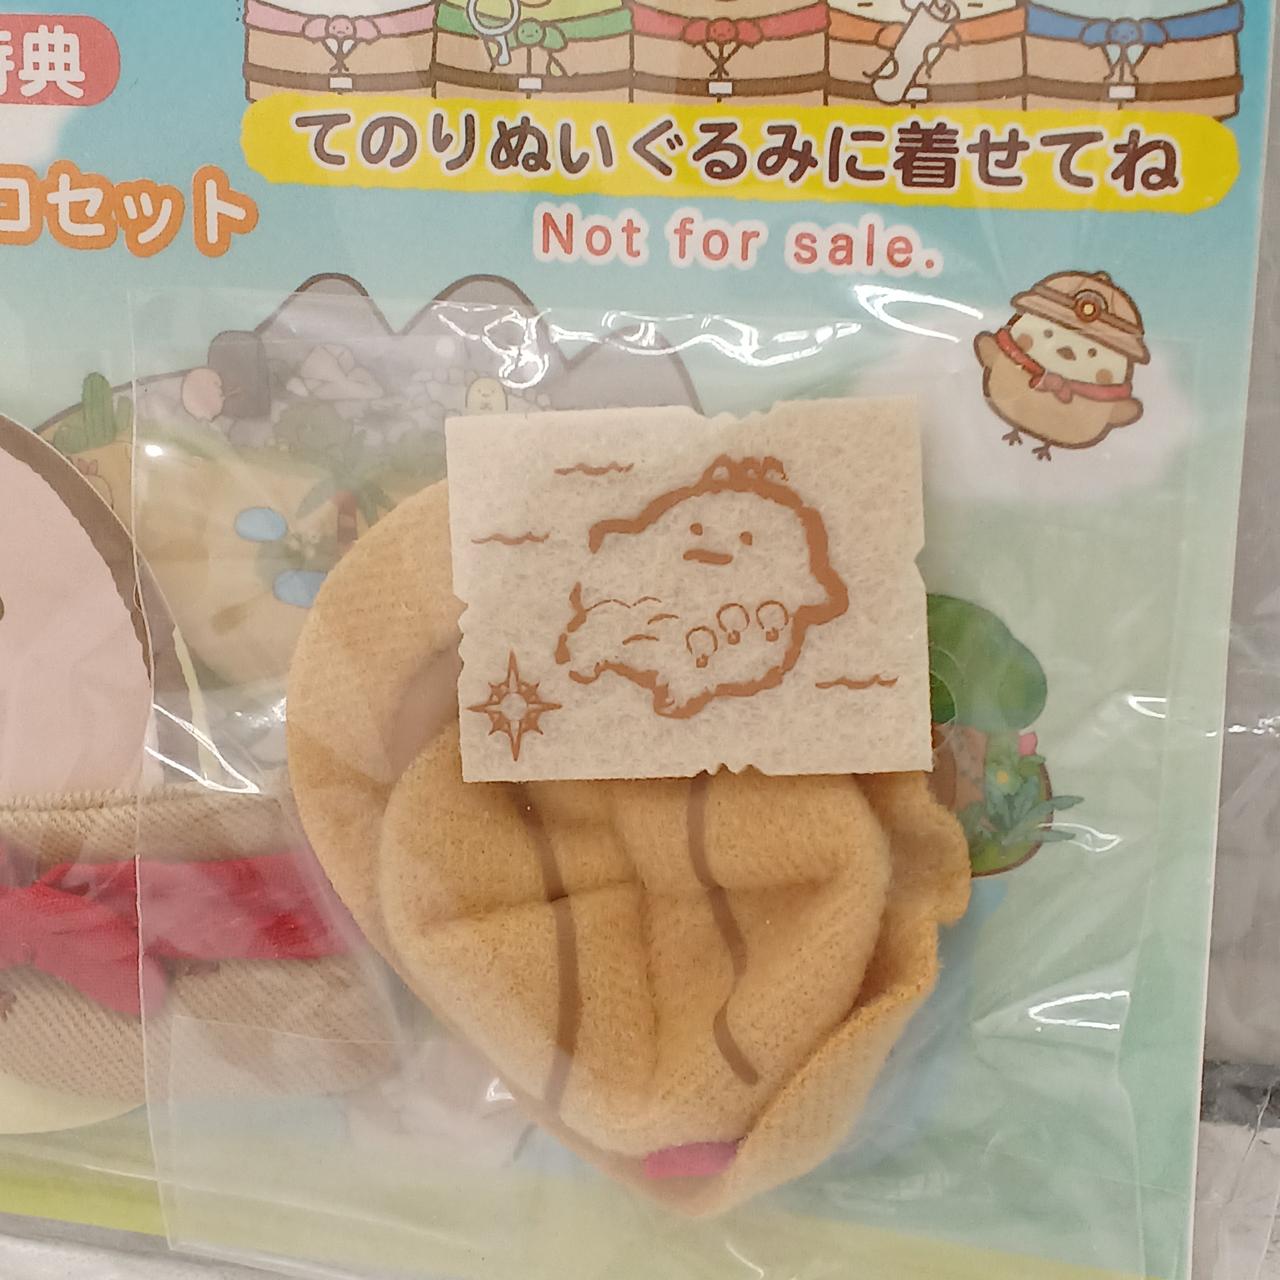 特典
てのりぬいぐるみに着せてね
コセット
Not for sale.